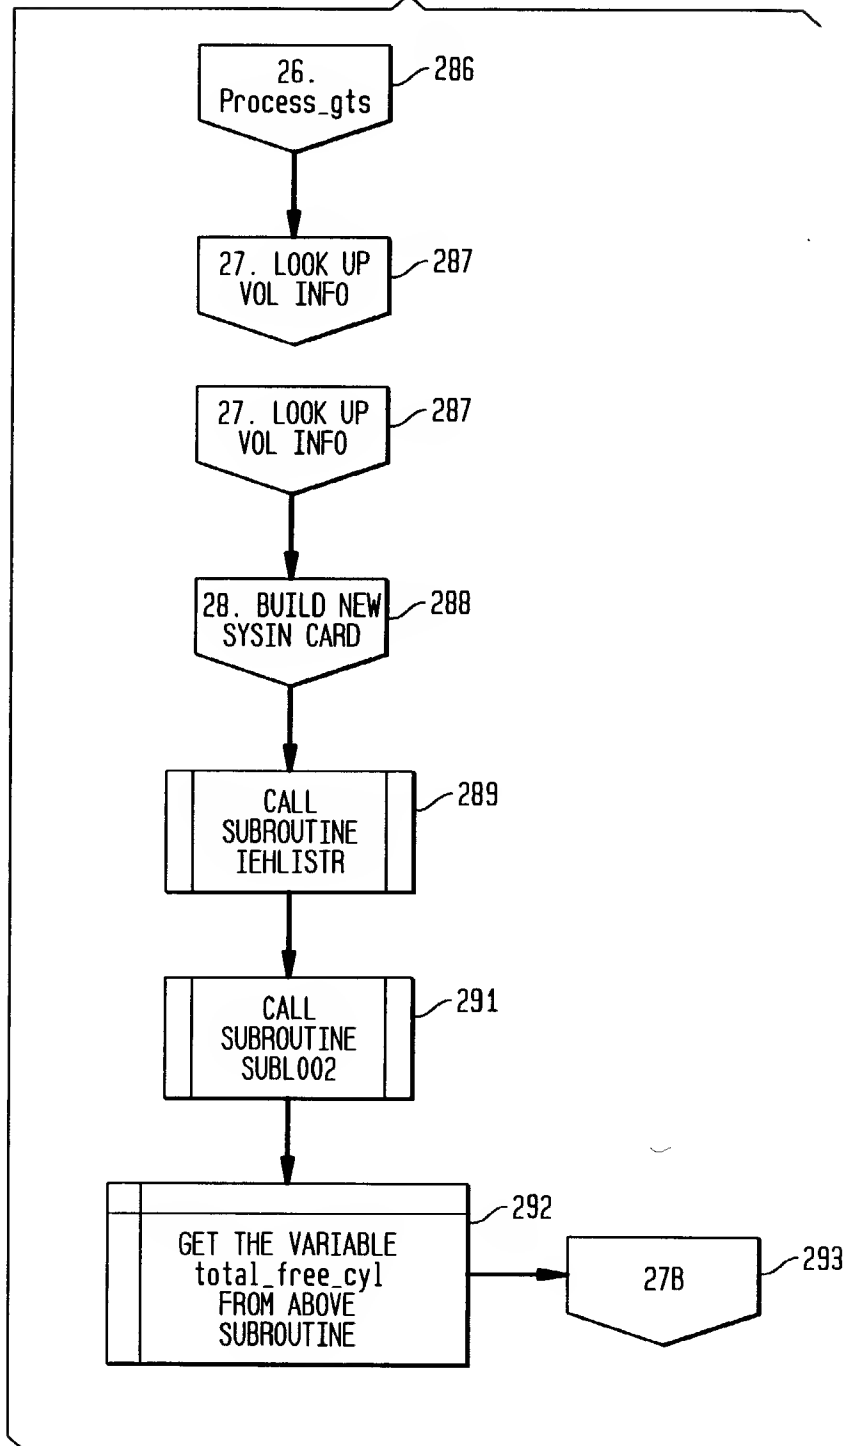 26.
Process_gts
286
27. LOOK UP
VOL INFO
287
27. LOOK UP
VOL INFO
287
28. BUILD NEW
SYSIN CARD
288
CALL
SUBROUTINE
IEHLISTR
289
CALL
SUBROUTINE
SUBL002
291
GET THE VARIABLE
total_free_cyl
FROM ABOVE
SUBROUTINE
292
27B
293